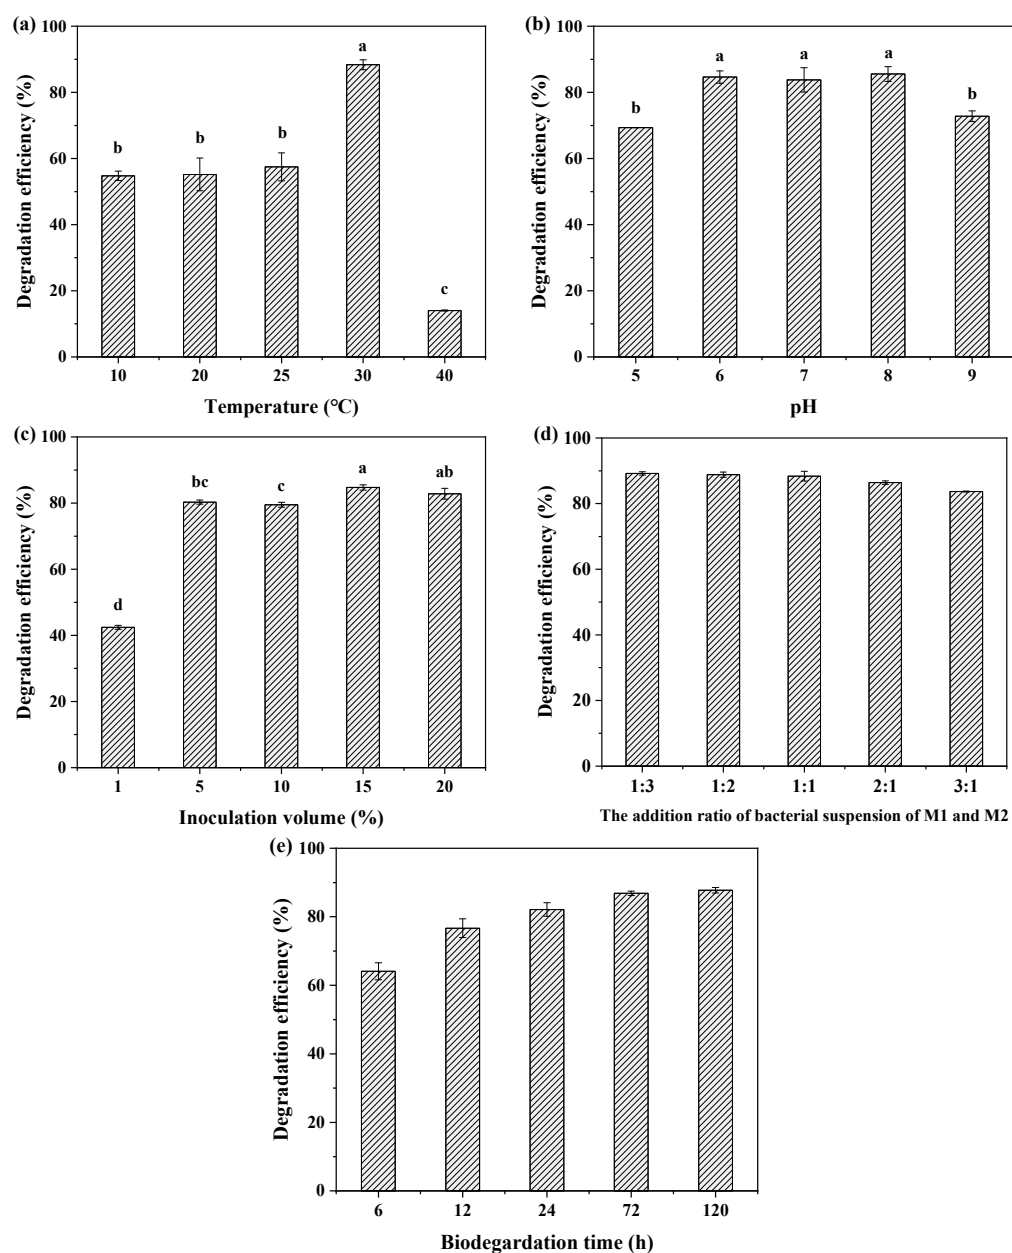 (a)
100
80
60
40
20
0
Degradation efficiency (%)
b
b
b
a
c
10 20 25 30 40
Temperature (℃)
(b)
100
80
60
40
20
0
Degradation efficiency (%)
b
a
a
a
b
5 6 7 8 9
pH
(c)
100
80
60
40
20
0
Degradation efficiency (%)
d
bc
c
a
ab
1 5 10 15 20
Inoculation volume (%)
(d)
100
80
60
40
20
0
Degradation efficiency (%)
1:3 1:2 1:1 2:1 3:1
The addition ratio of bacterial suspension of M1 and M2
(e)
100
80
60
40
20
0
Degradation efficiency (%)
6 12 24 72 120
Biodegardation time (h)